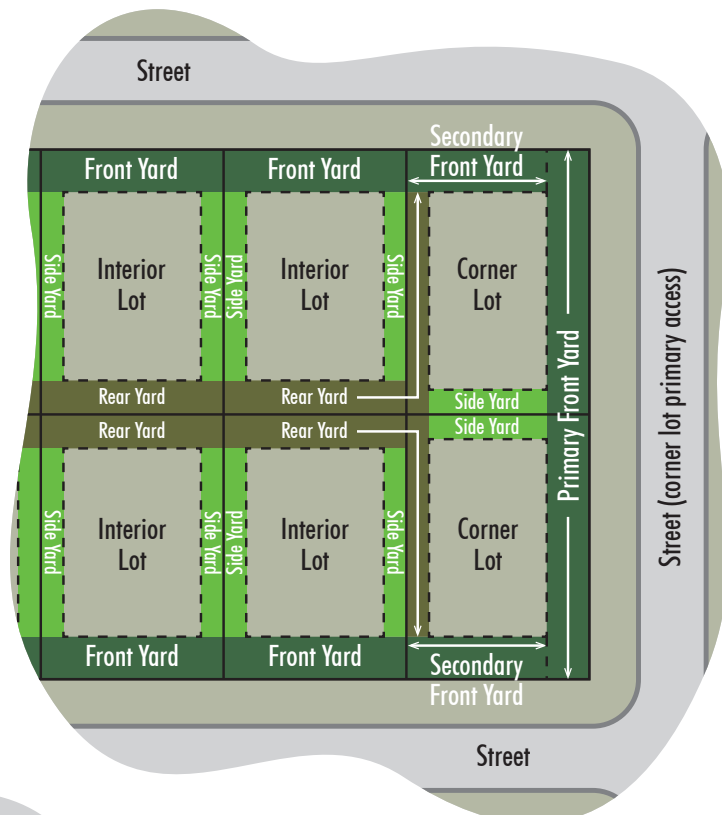 Street
Secondary
Front Yard
Front Yard
Front Yard
Side Yard
Interior
Lot
Side Yard
Side Yard
Interior
Lot
Side Yard
Corner
Lot
Primary Front Yard
Street (corner lot primary access)
Rear Yard
Rear Yard
Side Yard
Rear Yard
Rear Yard
Side Yard
Side Yard
Interior
Lot
Side Yard
Side Yard
Interior
Lot
Side Yard
Corner
Lot
Front Yard
Front Yard
Secondary
Front Yard
Street